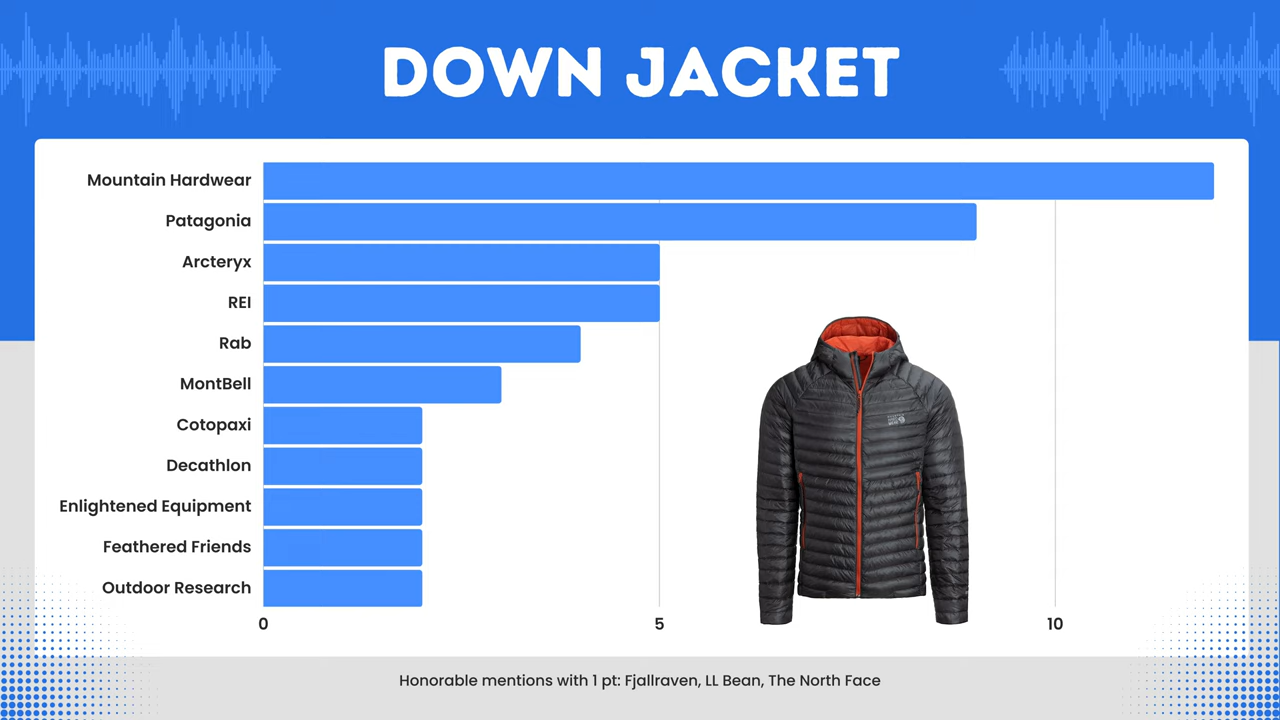 DOWN JACKET
Mountain Hardwear
Patagonia
Arcteryx
REI
Rab
MontBell
Cotopaxi
Decathlon
Enlightened Equipment
Feathered Friends
Outdoor Research
0 5 10
Honorable mentions with 1 pt: Fjallraven, LL Bean, The North Face